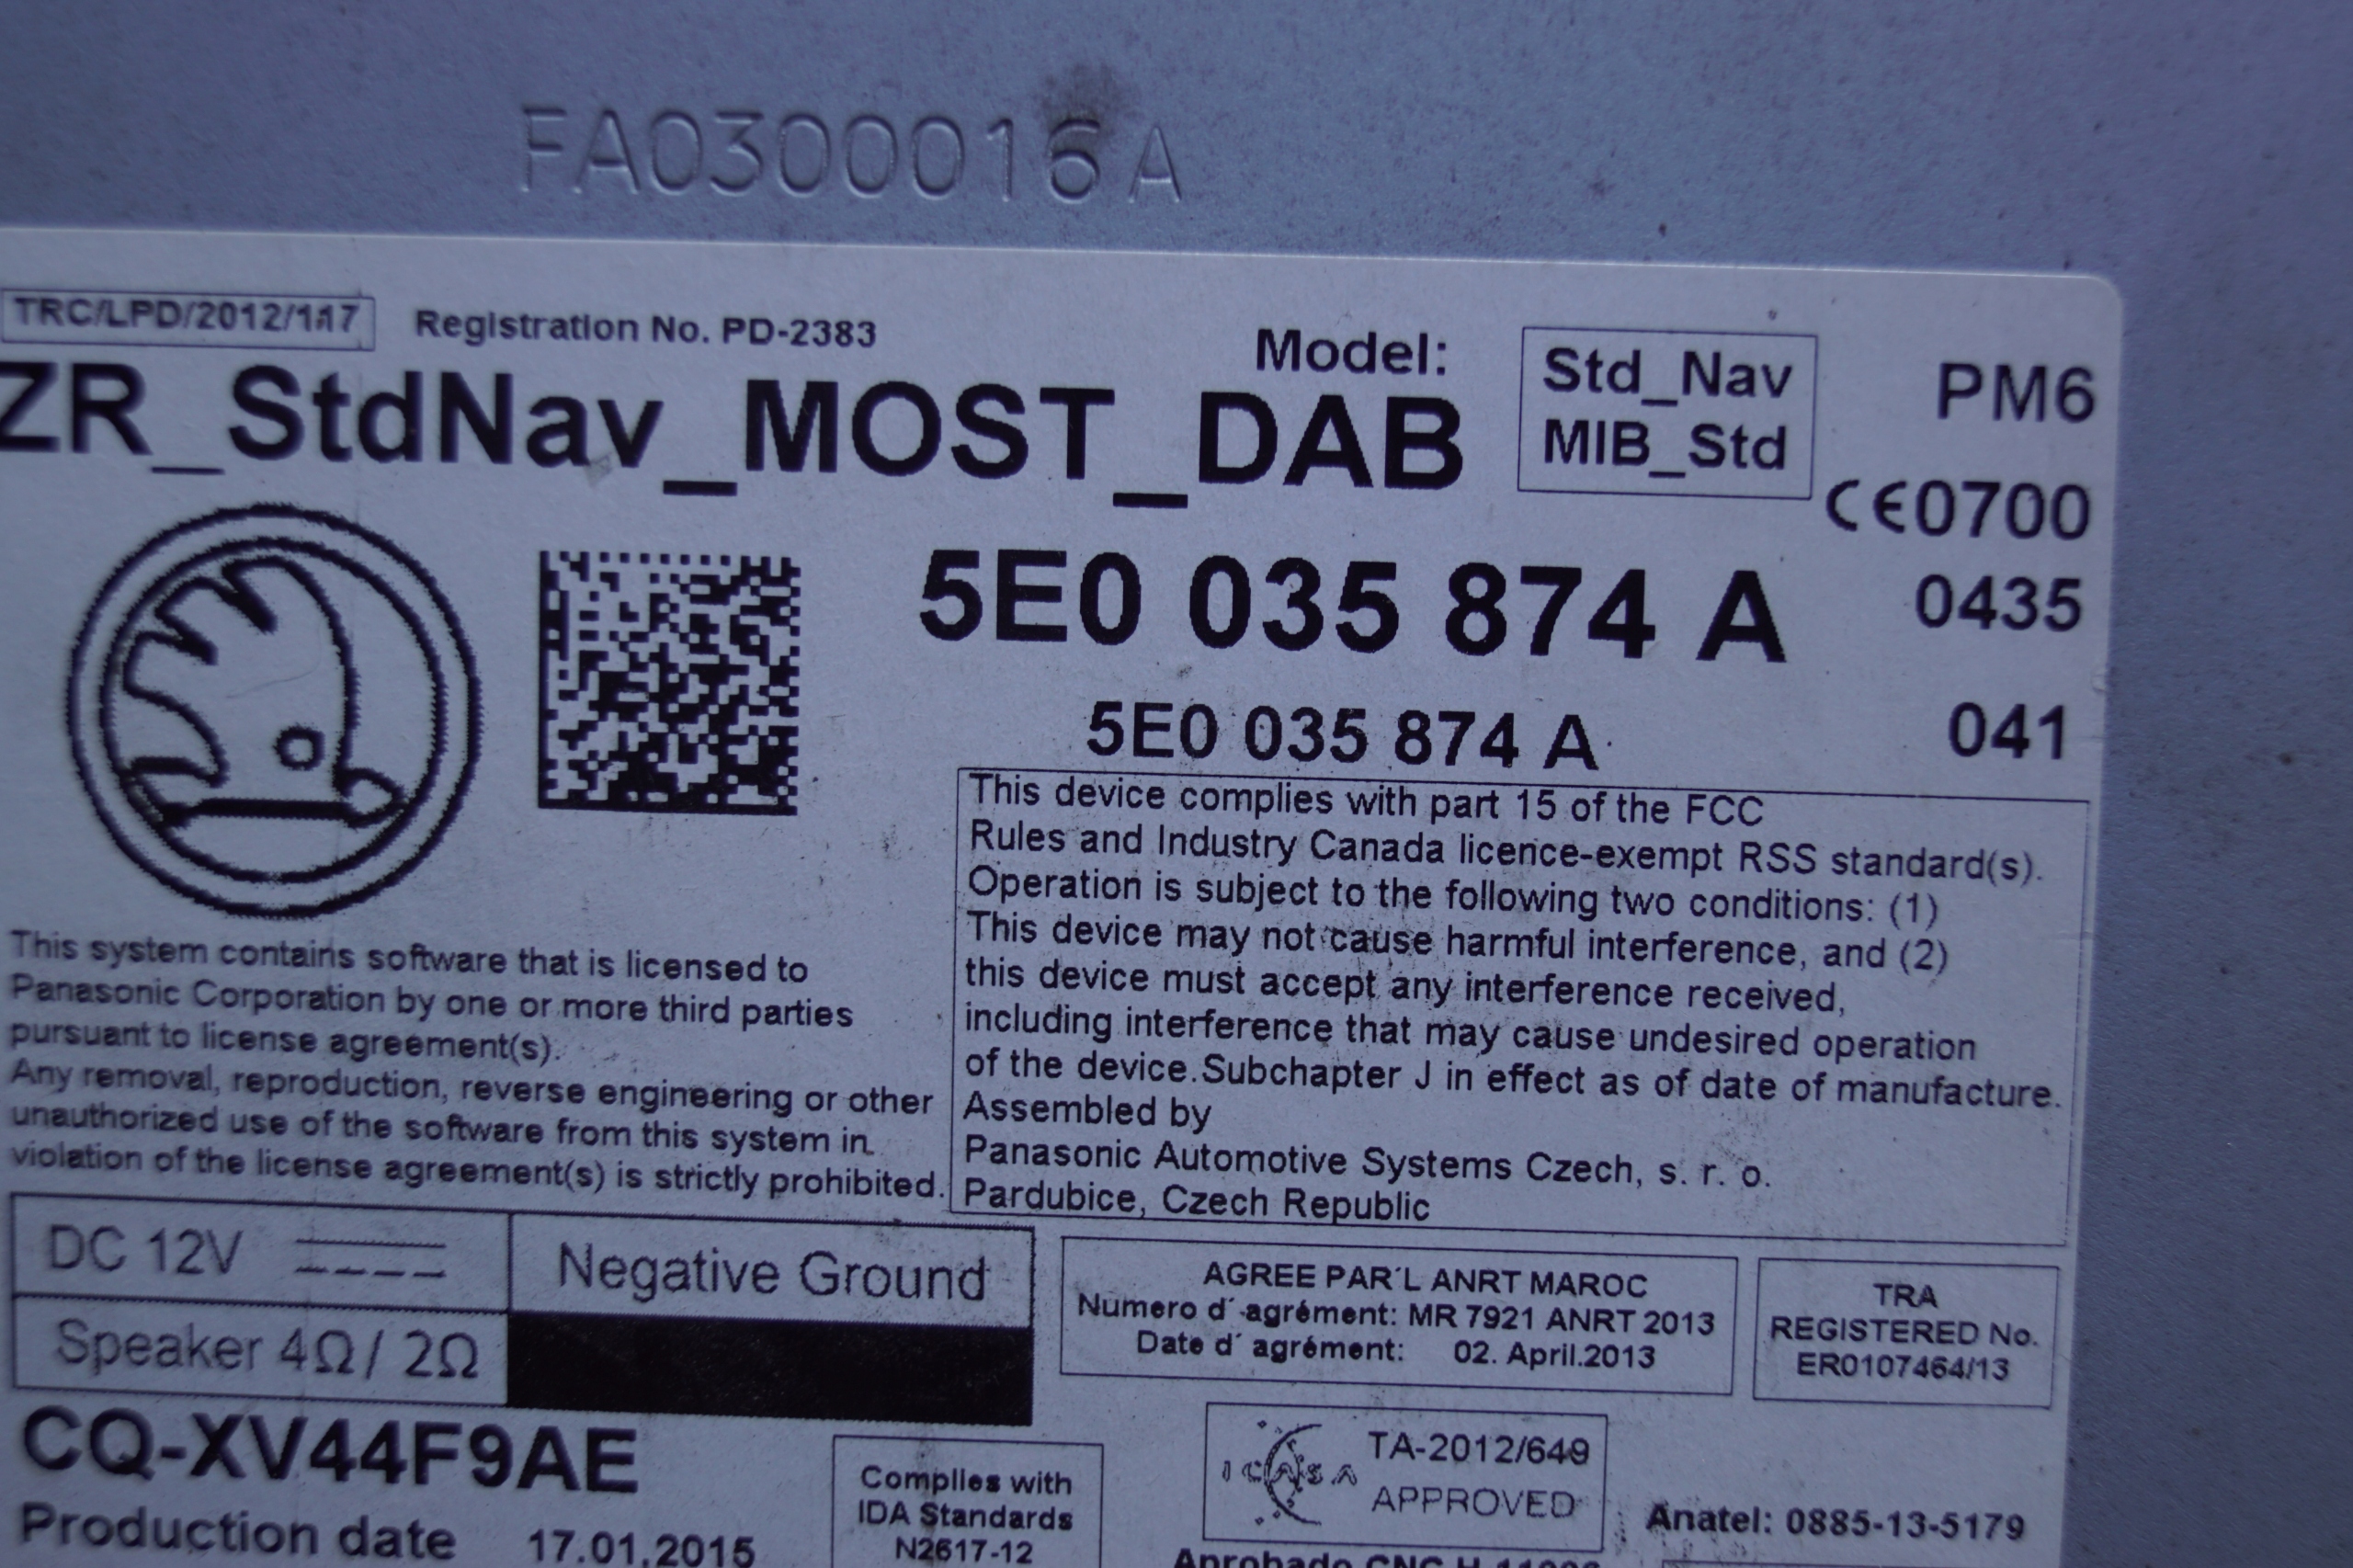 FA0300016A
TRC/LPD/2012/117
Registration No. PD-2383
Model:
Std_Nav
MIB_Std
PM6
ZR_StdNav_MOST_DAB
CE0700
5E0 035 874 A
0435
5E0 035 874 A
041
This device complies with part 15 of the FCC
Rules and Industry Canada licence-exempt RSS standard(s).
Operation is subject to the following two conditions: (1)
This device may not cause harmful interference, and (2)
this device must accept any interference received,
including interference that may cause undesired operation
of the device.Subchapter J in effect as of date of manufacture.
Assembled by
Panasonic Automotive Systems Czech, s. r. o.
Pardubice, Czech Republic
This system contains software that is licensed to
Panasonic Corporation by one or more third parties
pursuant to license agreement(s).
Any removal, reproduction, reverse engineering or other
unauthorized use of the software from this system in
violation of the license agreement(s) is strictly prohibited.
DC 12V
Negative Ground
Speaker 4Ω/ 2Ω
AGREE PAR´L ANRT MAROC
Numero d´ agrément: MR 7921 ANRT 2013
Date d´ agrément: 02. April.2013
TRA
REGISTERED No.
ER0107464/13
CQ-XV44F9AE
Production date 17.01.2015
Complies with
IDA Standards
N2617-12
ICASA
TA-2012/649
APPROVED
Anatel: 0885-13-5179
Aprobado CNC H-